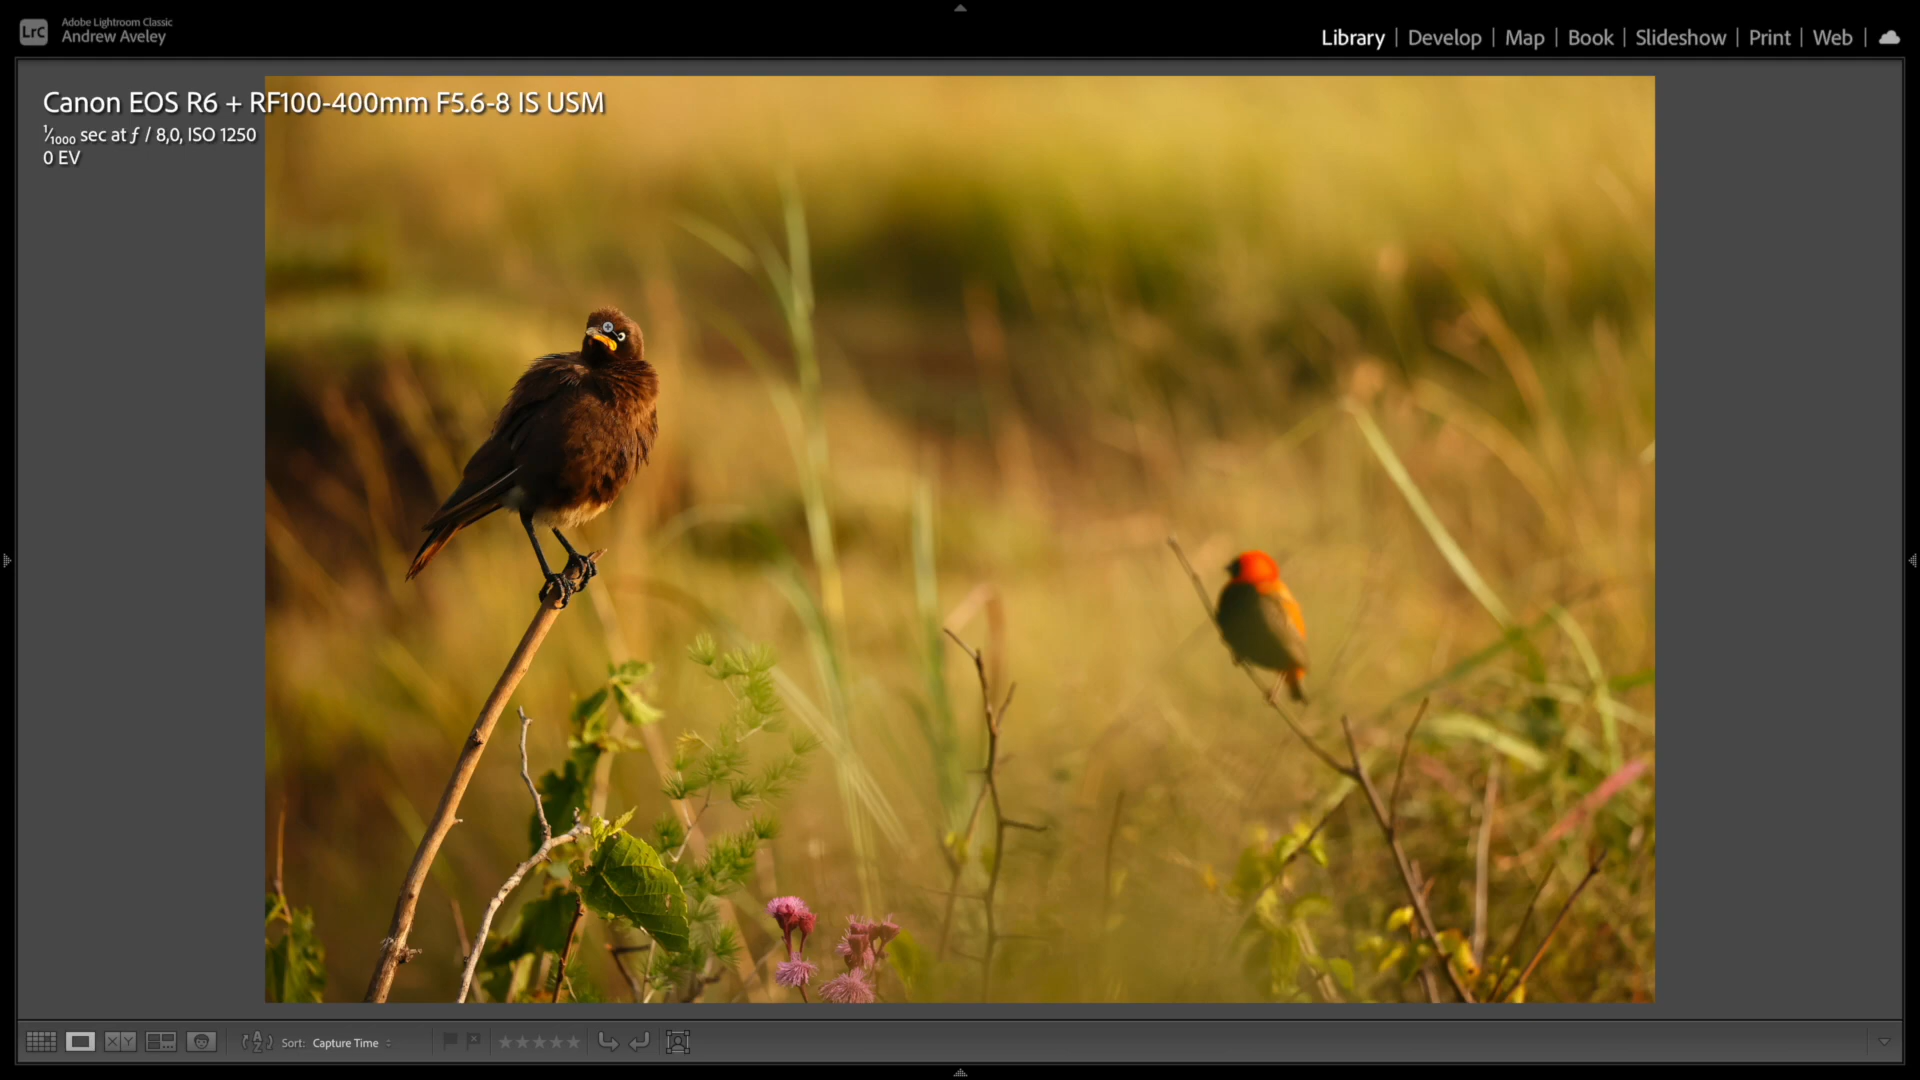 LrC
Adobe Lightroom Classic
Andrew Aveley
Library | Develop | Map | Book | Slideshow | Print | Web |
Canon EOS R6 + RF100-400mm F5.6-8 IS USM
1/1000 sec at ƒ / 8,0, ISO 1250
0 EV
X Y
A Z Sort: Capture Time